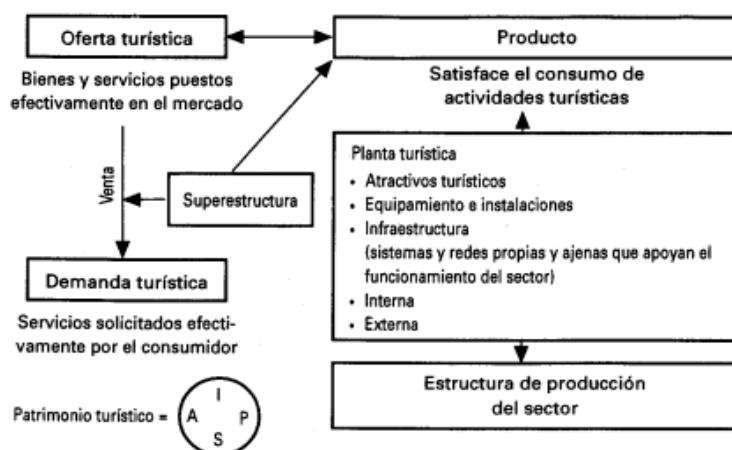 Oferta turística
Bienes y servicios puestos
efectivamente en el mercado
Venta
Superestructura
Demanda turística
Servicios solicitados efecti-
vamente por el consumidor
Patrimonio turístico =
I
A P
S
Producto
Satisface el consumo de
actividades turísticas
Planta turística
• Atractivos turísticos
• Equipamiento e instalaciones
• Infraestructura
(sistemas y redes propias y ajenas que apoyan el
funcionamiento del sector)
• Interna
• Externa
Estructura de producción
del sector